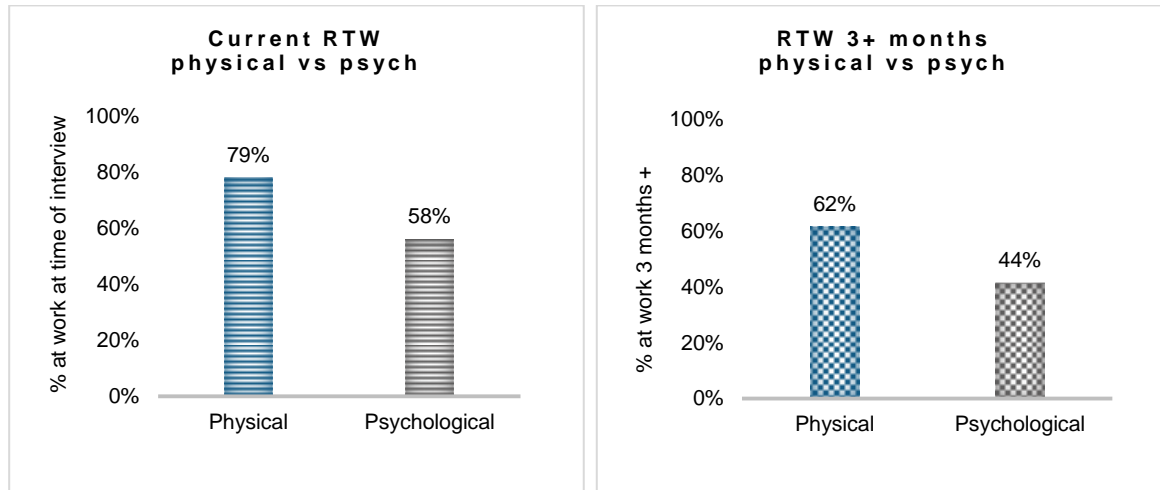 Current RTW
physical vs psych
% at work at time of interview
100%
80%
60%
40%
20%
0%
79%
58%
Physical
Psychological
RTW 3+ months
physical vs psych
% at work 3 months +
100%
80%
60%
40%
20%
0%
62%
44%
Physical
Psychological